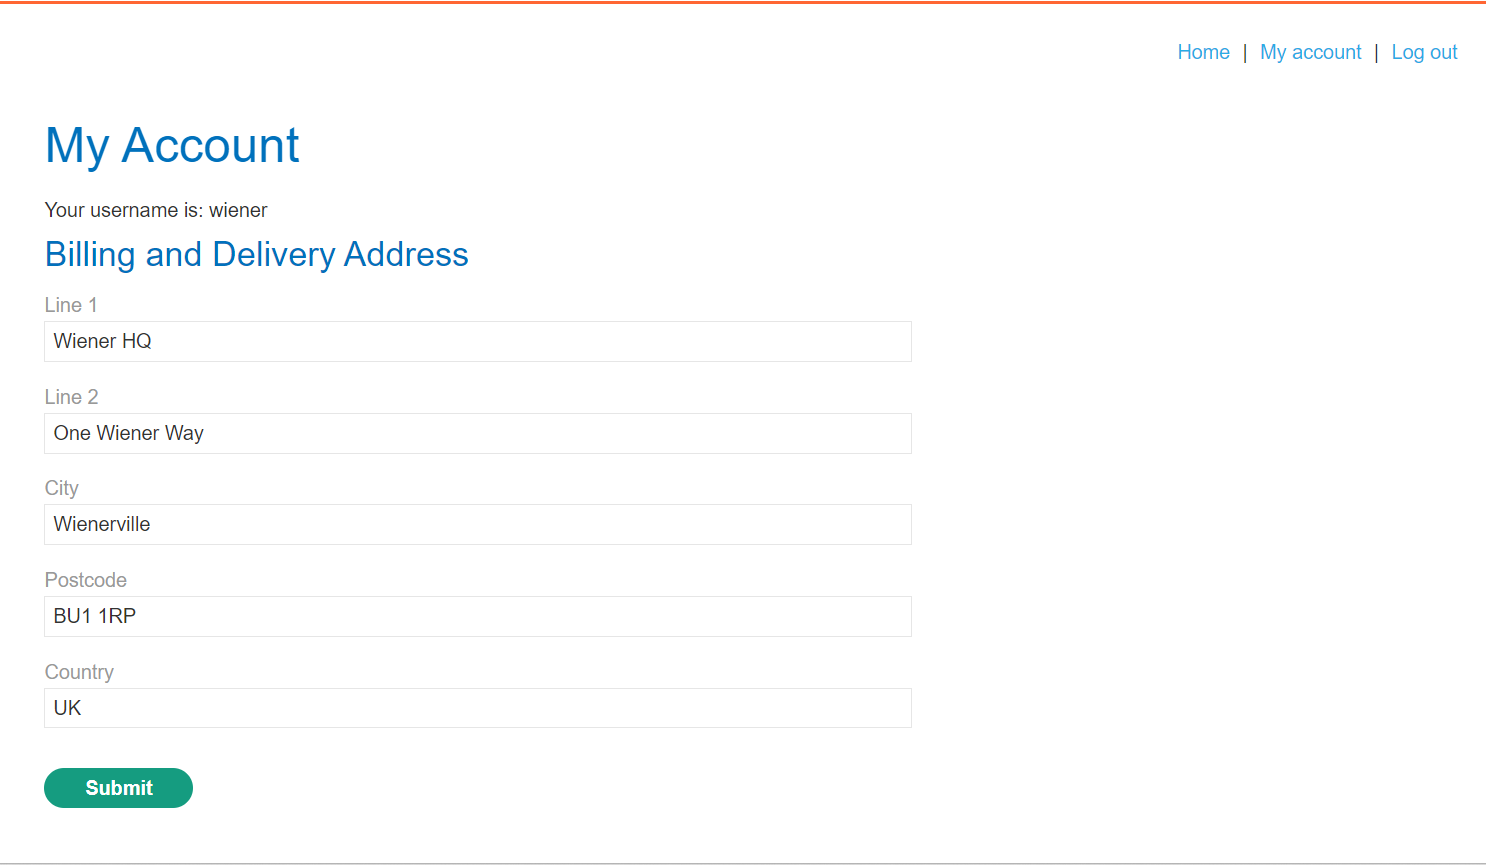 Home | My account | Log out
My Account
Your username is: wiener
Billing and Delivery Address
Line 1
Wiener HQ
Line 2
One Wiener Way
City
Wienerville
Postcode
BU1 1RP
Country
UK
Submit